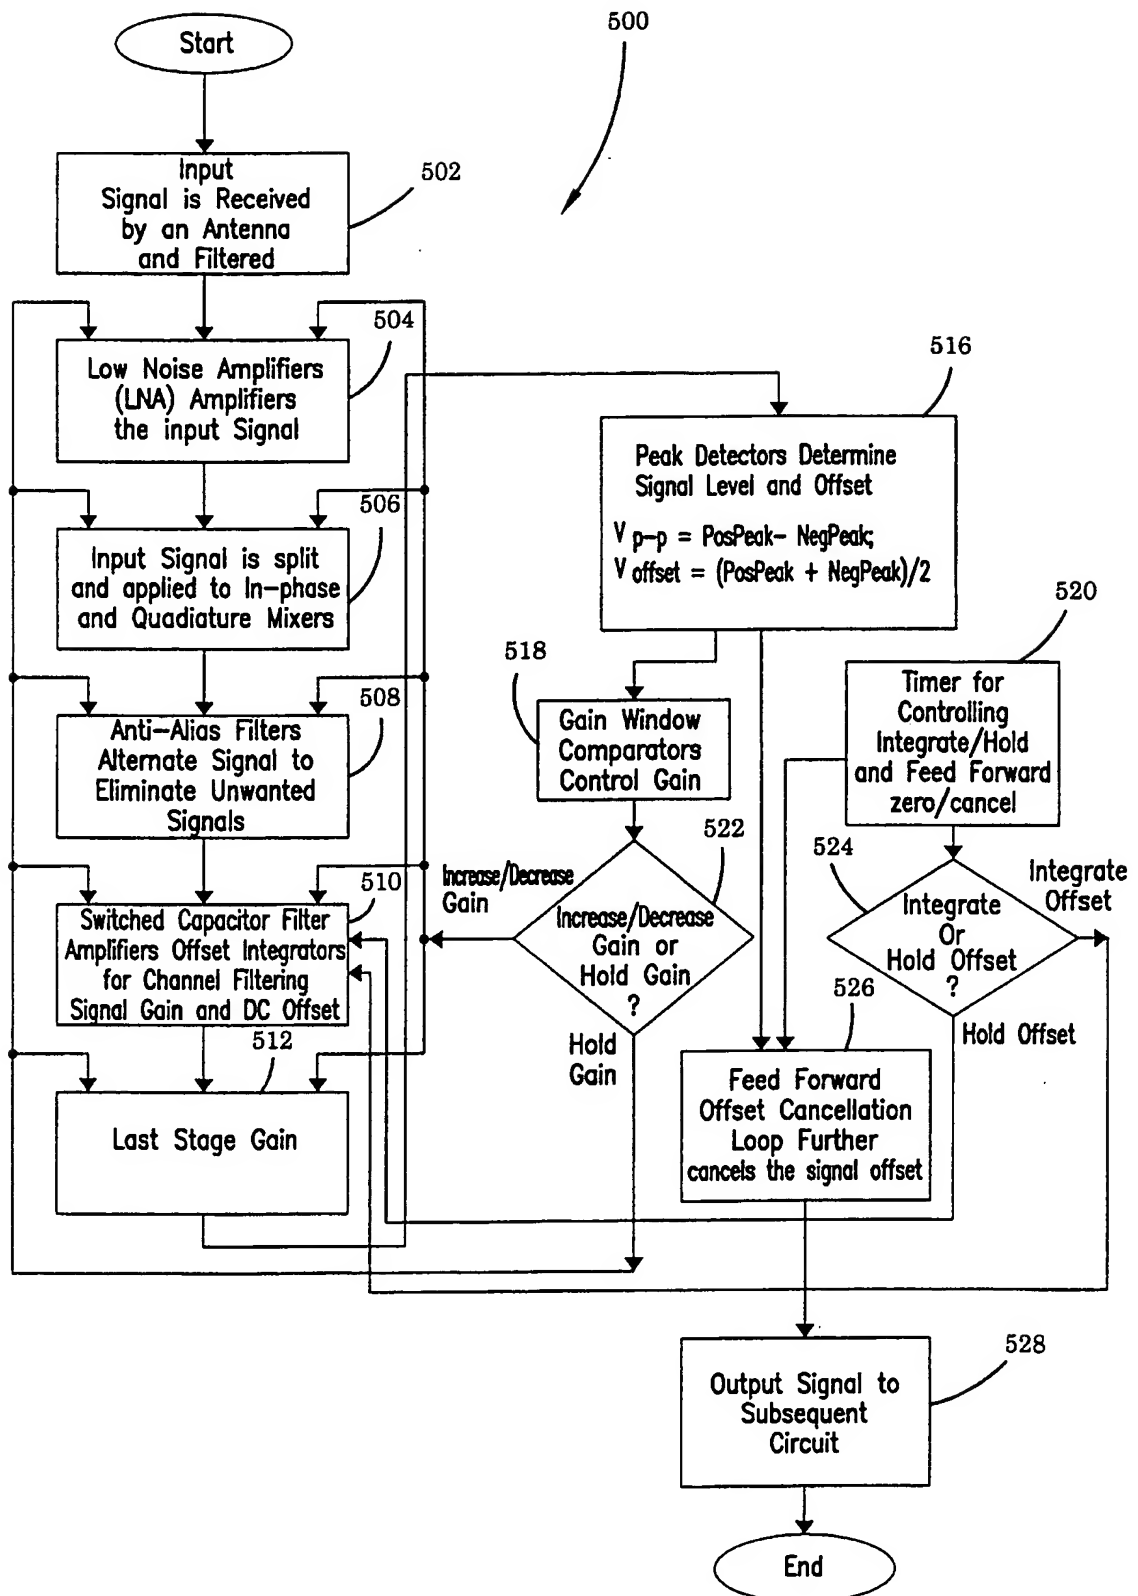 500
Start
502
Input
Signal is Received
by an Antenna
and Filtered
504
Low Noise Amplifiers
(LNA) Amplifiers
the input Signal
506
Input Signal is split
and applied to In-phase
and Quadiature Mixers
508
Anti-Alias Filters
Alternate Signal to
Eliminate Unwanted
Signals
510
Switched Capacitor Filter
Amplifiers Offset Integrators
for Channel Filtering
Signal Gain and DC Offset
512
Last Stage Gain
516
Peak Detectors Determine
Signal Level and Offset
V p-p = PosPeak- NegPeak;
V offset = (PosPeak + NegPeak)/2
518
Gain Window
Comparators
Control Gain
520
Timer for
Controlling
Integrate/Hold
and Feed Forward
zero/cancel
522
Increase/Decrease
Gain
Increase/Decrease
Gain or
Hold Gain
?
Hold
Gain
524
Integrate
Offset
Integrate
Or
Hold Offset
?
Hold Offset
526
Feed Forward
Offset Cancellation
Loop Further
cancels the signal offset
528
Output Signal to
Subsequent
Circuit
End